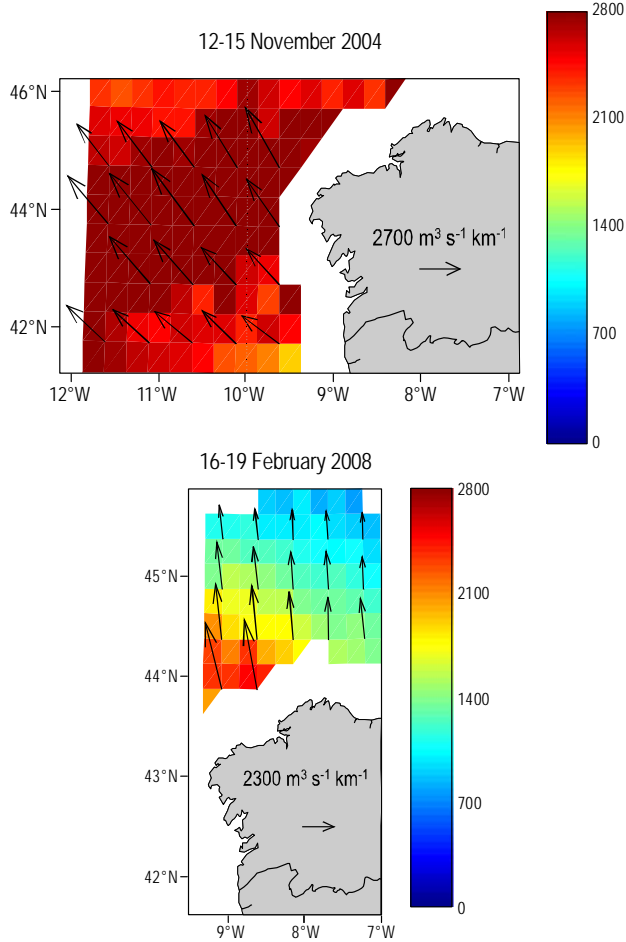 12-15 November 2004
46°N
44°N
42°N
12°W 11°W 10°W 9°W 8°W 7°W
2700 m³ s⁻¹ km⁻¹
2800
2100
1400
700
0
16-19 February 2008
45°N
44°N
43°N
42°N
9°W 8°W 7°W
2300 m³ s⁻¹ km⁻¹
2800
2100
1400
700
0